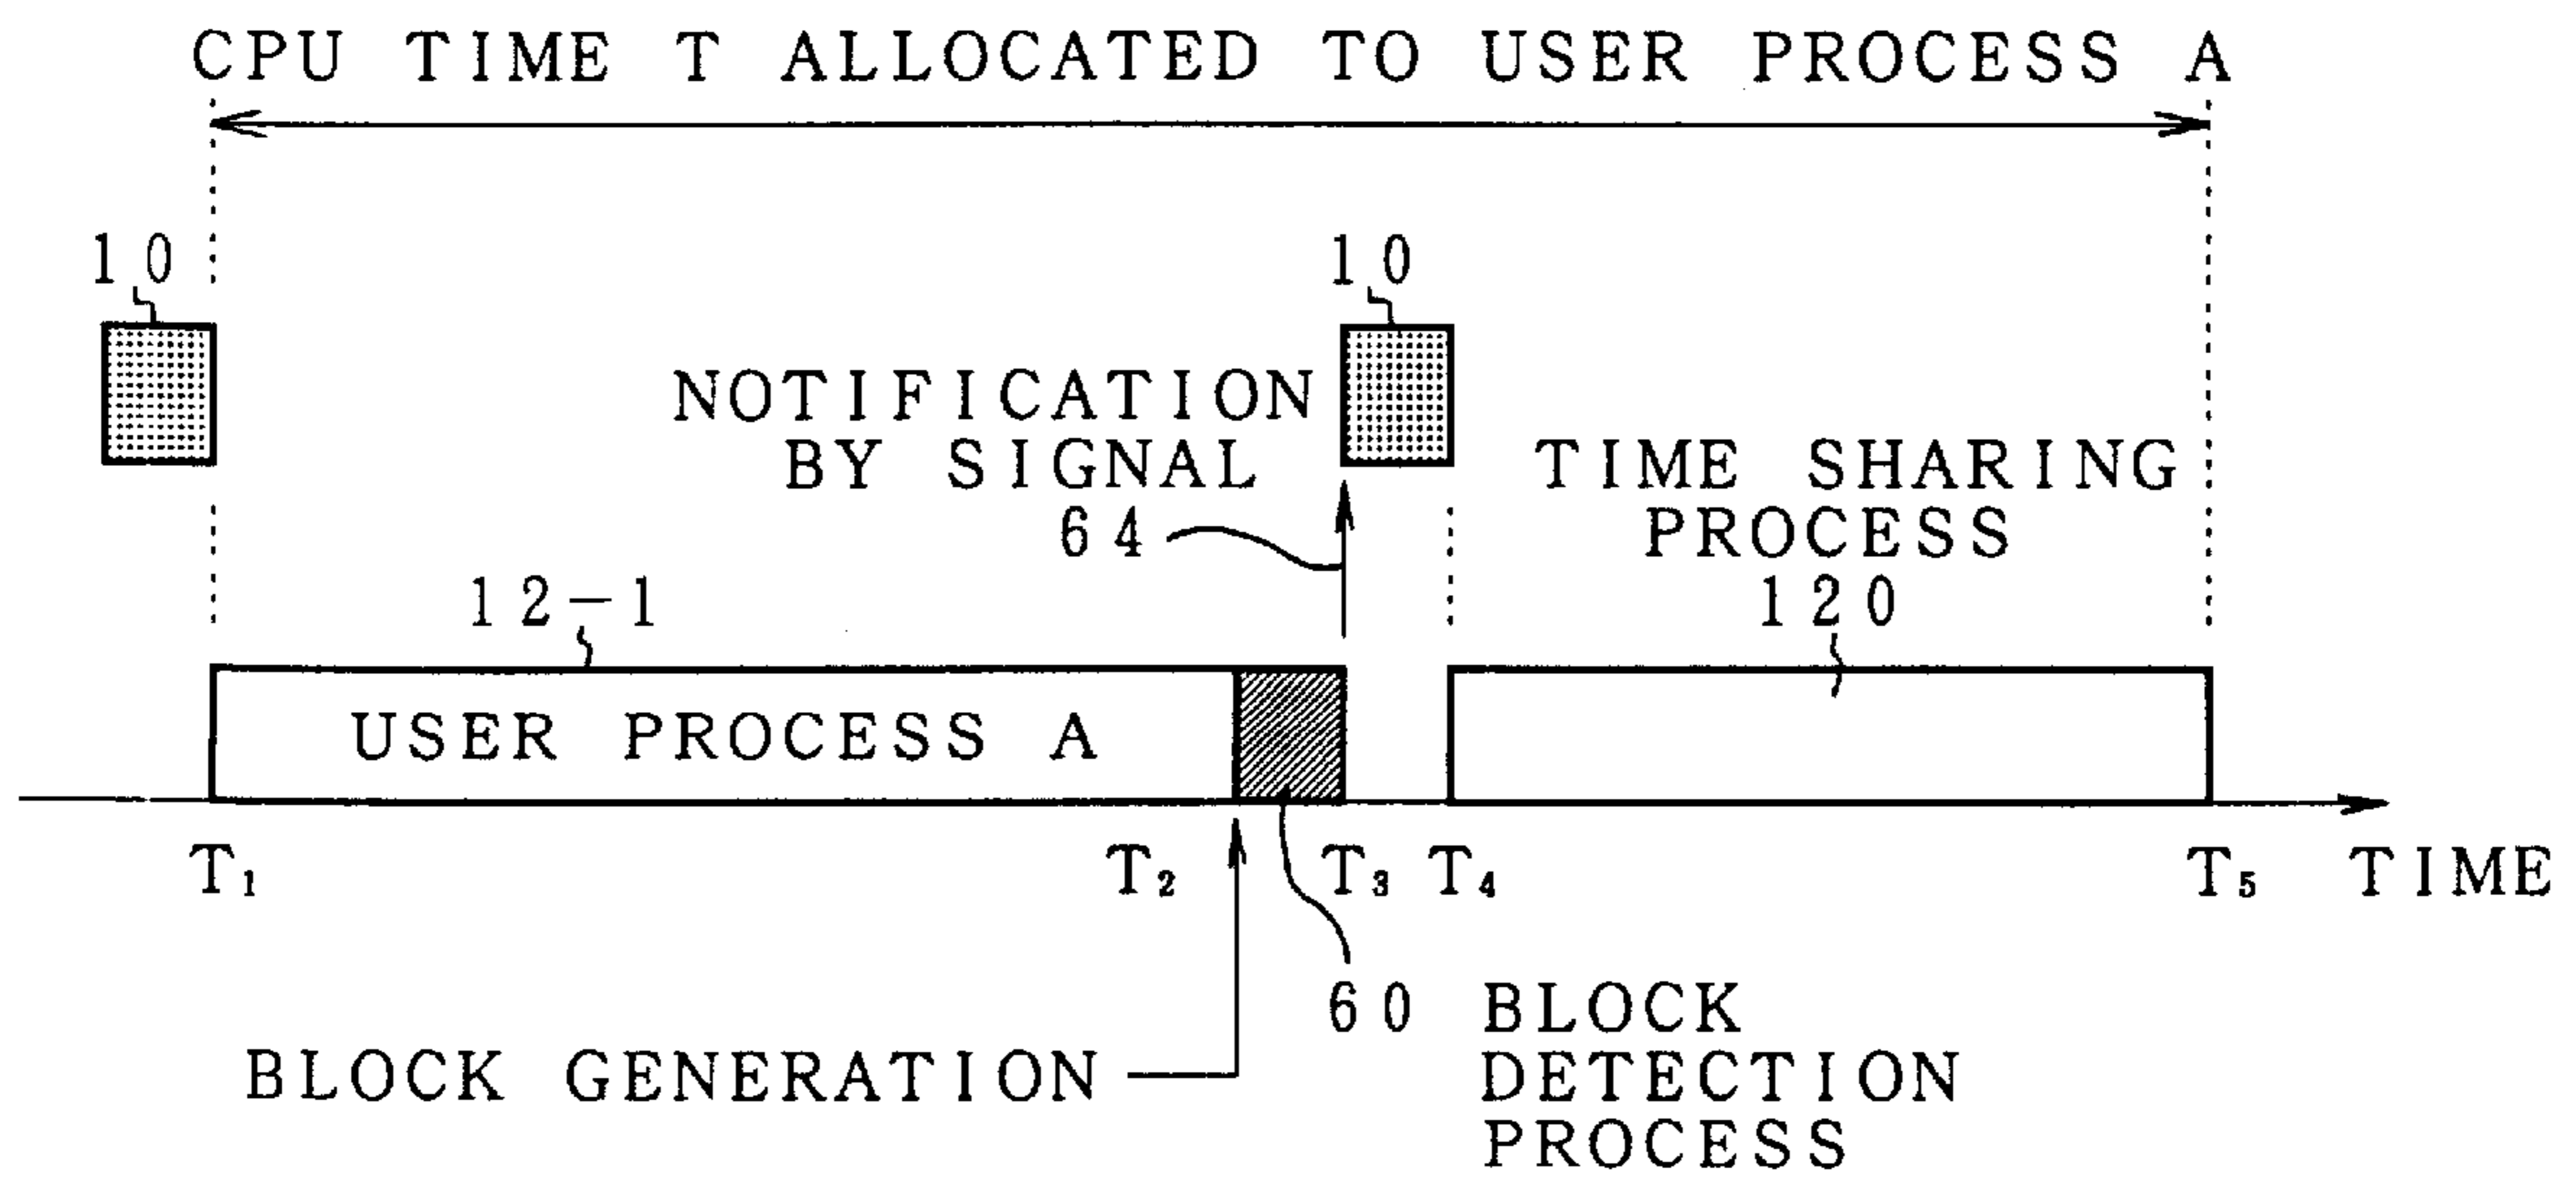 CPU TIME T ALLOCATED TO USER PROCESS A
10
10
NOTIFICATION
BY SIGNAL
64
TIME SHARING
PROCESS
120
12-1
USER PROCESS A
T₁
T₂
T₃
T₄
T₅
TIME
60 BLOCK
DETECTION
PROCESS
BLOCK GENERATION